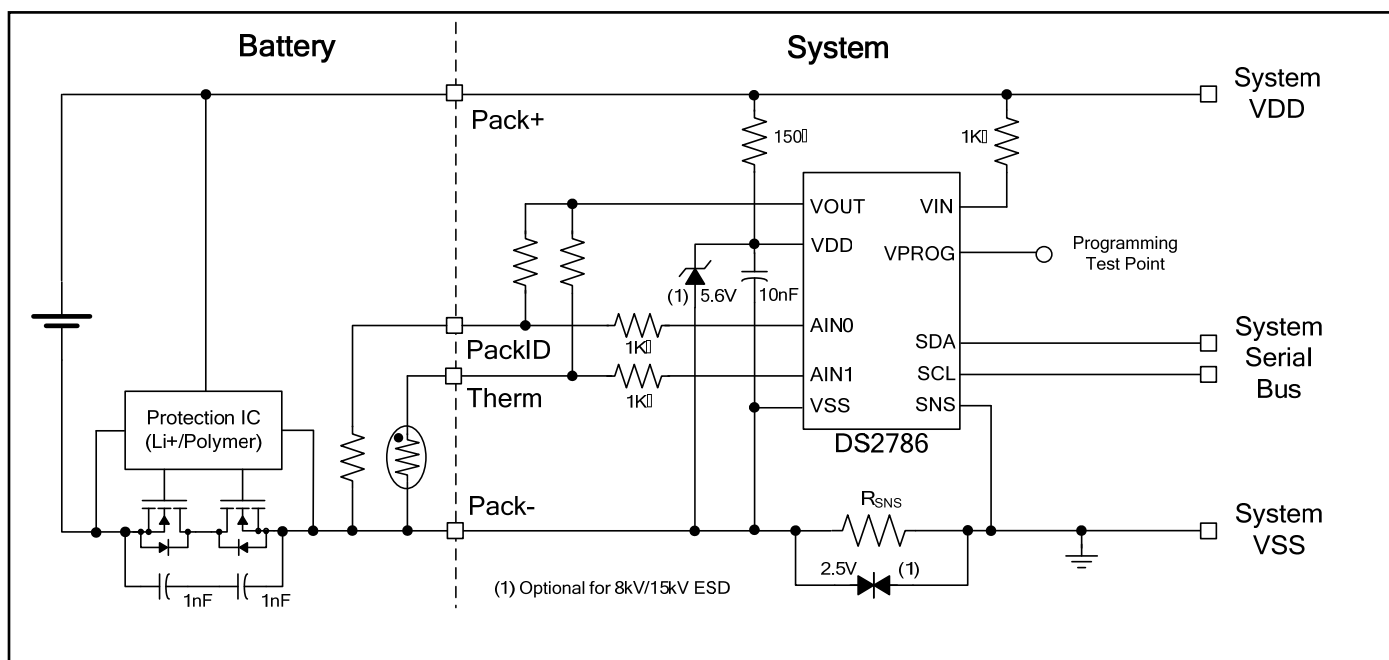 Battery
System
System
VDD
Pack+
150▯
1K▯
VOUT
VIN
VDD
VPROG
Programming
Test Point
(1)
5.6V
10nF
PackID
1K▯
AIN0
SDA
System
Serial
Bus
Therm
1K▯
AIN1
SCL
VSS
SNS
DS2786
Protection IC
(Li+/Polymer)
Pack-
RSNS
System
VSS
2.5V
(1)
1nF
1nF
(1) Optional for 8kV/15kV ESD